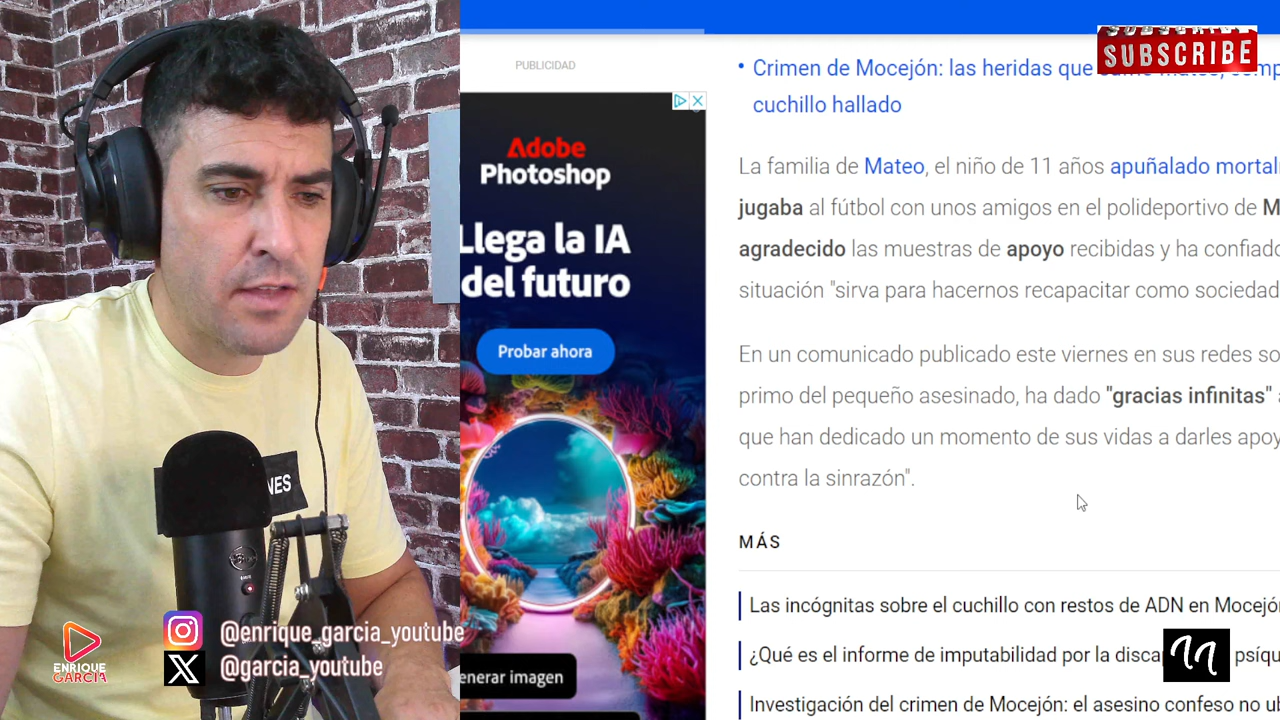 SUBSCRIBE
PUBLICIDAD
Adobe
Photoshop
Llega la IA
del futuro
Probar ahora
enerar imagen
• Crimen de Mocejón: las heridas que
cuchillo hallado
La familia de Mateo, el niño de 11 años apuñalado mortal
jugaba al fútbol con unos amigos en el polideportivo de M
agradecido las muestras de apoyo recibidas y ha confiado
situación "sirva para hacernos recapacitar como sociedad
En un comunicado publicado este viernes en sus redes so
primo del pequeño asesinado, ha dado "gracias infinitas" a
que han dedicado un momento de sus vidas a darles apoy
contra la sinrazón".
MÁS
Las incógnitas sobre el cuchillo con restos de ADN en Mocejón
¿Qué es el informe de imputabilidad por la disca psíqu
Investigación del crimen de Mocejón: el asesino confeso no ub
NES
ENRIQUE
GARCIA
@enrique_garcia_youtube
@garcia_youtube